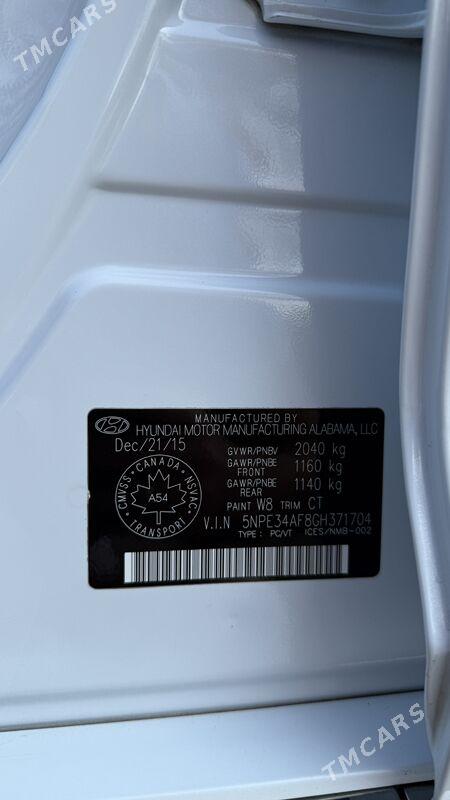 TMCARS
MANUFACTURED BY
HYUNDAI MOTOR MANUFACTURING ALABAMA, LLC
Dec/21/15
GVWR/PNBV 2040 kg
GAWR/PNBE FRONT 1160 kg
GAWR/PNBE REAR 1140 kg
PAINT W8 TRIM CT
CMVSS · CANADA · NSVAC
A54
TRANSPORT
V.I.N 5NPE34AF8GH371704
TYPE : PC/VT ICES/NMB-002
TMCARS